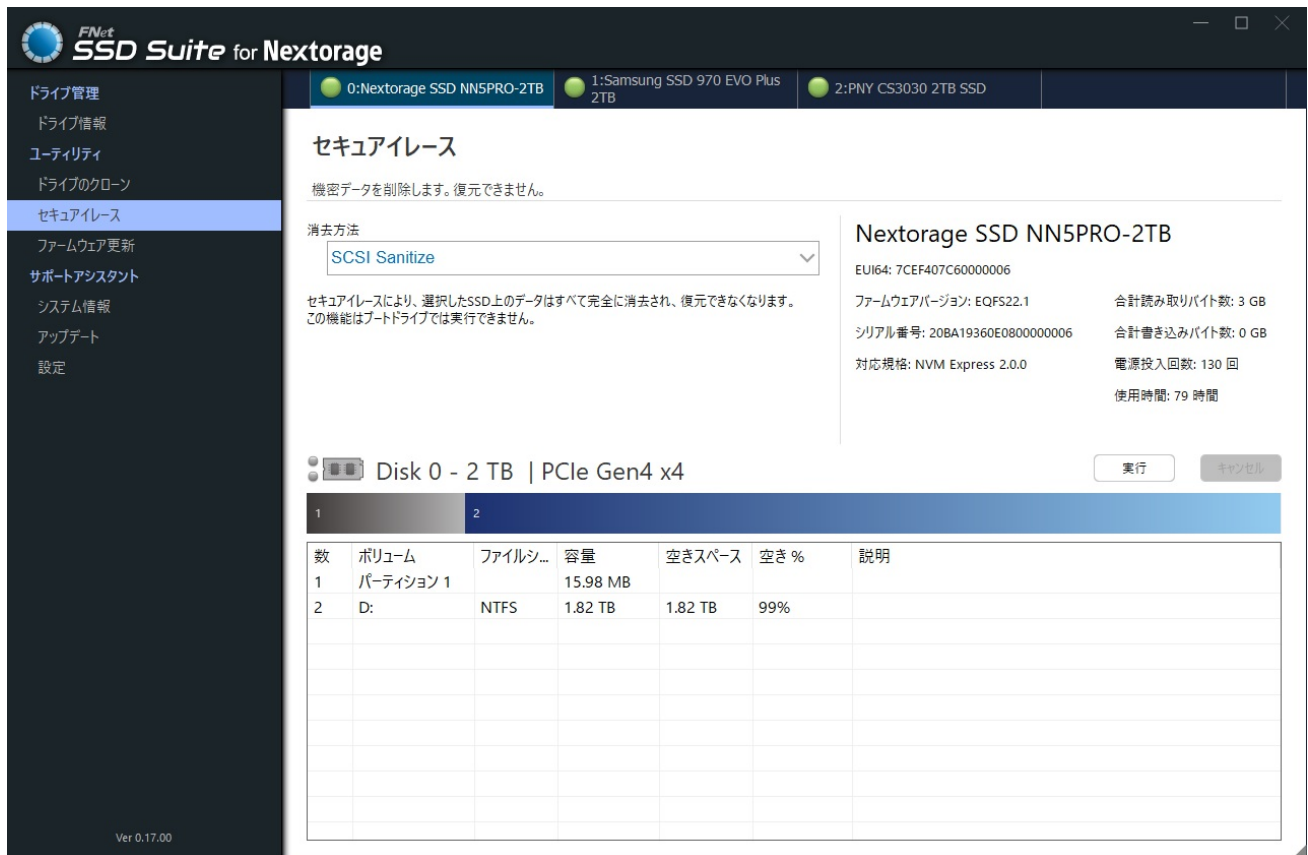 FNet
SSD Suite for Nextorage
ドライブ管理
ドライブ情報
ユーティリティ
ドライブのクローン
セキュアイレース
ファームウェア更新
サポートアシスタント
システム情報
アップデート
設定
Ver 0.17.00
0:Nextorage SSD NN5PRO-2TB
1:Samsung SSD 970 EVO Plus
2TB
2:PNY CS3030 2TB SSD
セキュアイレース
機密データを削除します。復元できません。
消去方法
SCSI Sanitize
セキュアイレースにより、選択したSSD上のデータはすべて完全に消去され、復元できなくなります。
この機能はブートドライブでは実行できません。
Nextorage SSD NN5PRO-2TB
EUI64: 7CEF407C60000006
ファームウェアバージョン: EQFS22.1 合計読み取りバイト数: 3 GB
シリアル番号: 20BA19360E0800000006 合計書き込みバイト数: 0 GB
対応規格: NVM Express 2.0.0 電源投入回数: 130 回
使用時間: 79 時間
Disk 0 - 2 TB | PCIe Gen4 x4 実行 キャンセル
1 2
数 ボリューム ファイルシ... 容量 空きスペース 空き % 説明
1 パーティション 1 15.98 MB
2 D: NTFS 1.82 TB 1.82 TB 99%